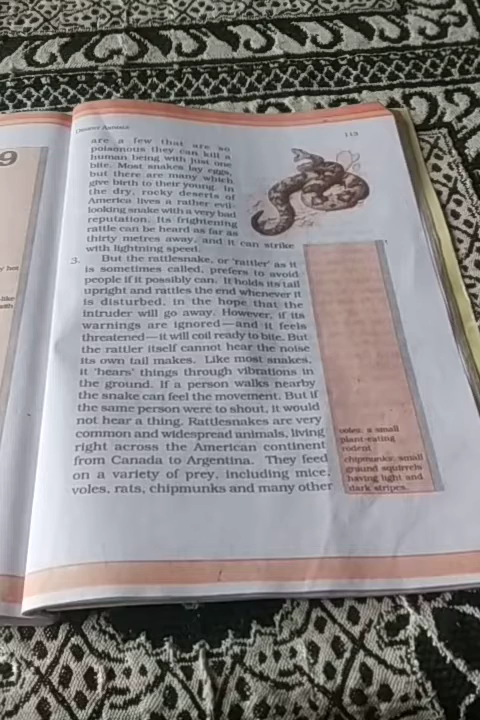 9
DESERT ANIMALS
113
are a few that are so
poisonous they can kill a
human being with just one
bite. Most snakes lay eggs,
but there are many which
give birth to their young. In
the dry, rocky deserts of
America lives a rather evil-
looking snake with a very bad
reputation. Its frightening
rattle can be heard as far as
thirty metres away, and it can strike
with lightning speed.
3. But the rattlesnake, or 'rattler' as it
is sometimes called, prefers to avoid
people if it possibly can. It holds its tail
upright and rattles the end whenever it
is disturbed, in the hope that the
intruder will go away. However, if its
warnings are ignored—and it feels
threatened—it will coil ready to bite. But
the rattler itself cannot hear the noise
its own tail makes. Like most snakes,
it 'hears' things through vibrations in
the ground. If a person walks nearby
the snake can feel the movement. But if
the same person were to shout, it would
not hear a thing. Rattlesnakes are very
common and widespread animals, living
right across the American continent
from Canada to Argentina. They feed
on a variety of prey, including mice,
voles, rats, chipmunks and many other
voles: a small
plant-eating
rodent
chipmunks: small
ground squirrels
having light and
dark stripes